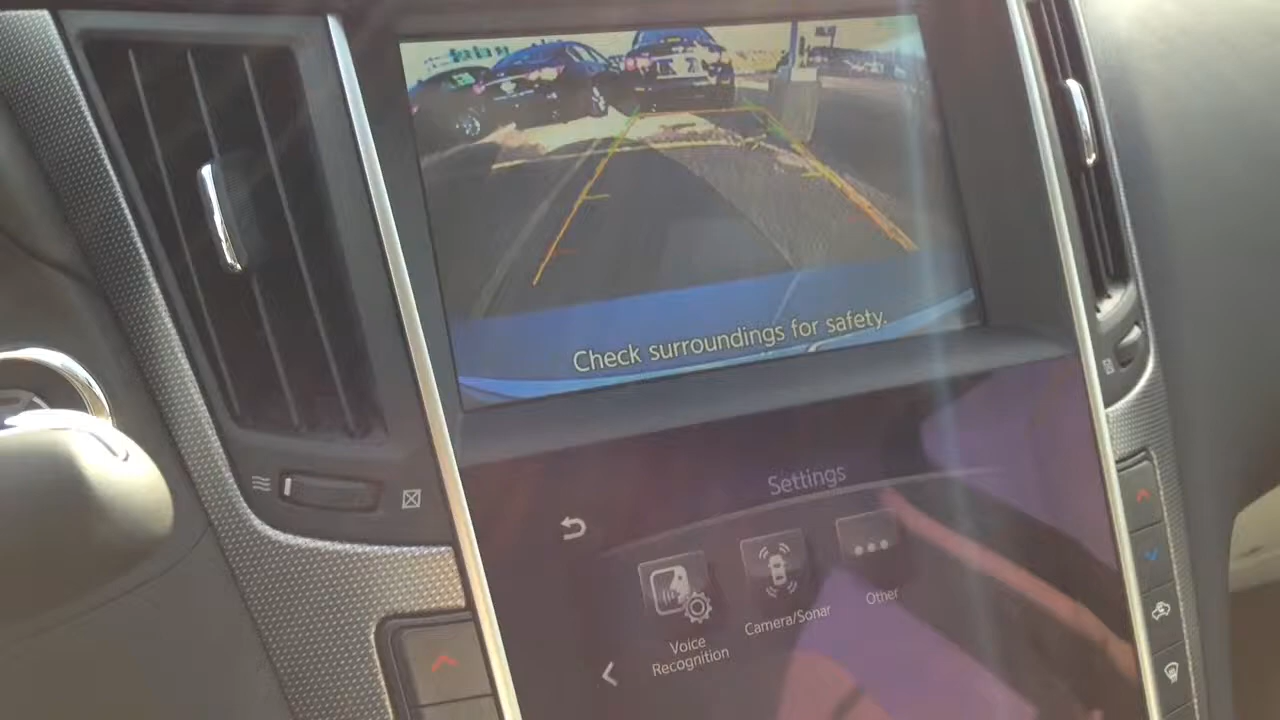 Check surroundings for safety.
Settings
Voice
Recognition
Camera/Sonar
Other